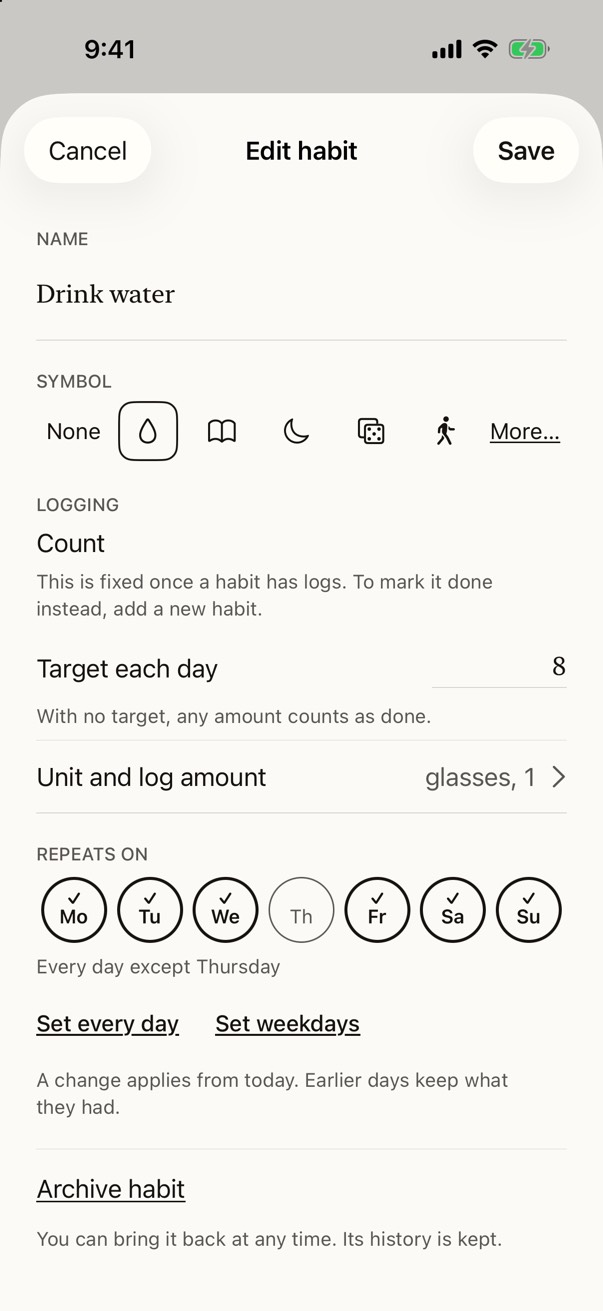 9:41
Cancel
Edit habit
Save
NAME
Drink water
SYMBOL
None
More...
LOGGING
Count
This is fixed once a habit has logs. To mark it done
instead, add a new habit.
Target each day
8
With no target, any amount counts as done.
Unit and log amount
glasses, 1
REPEATS ON
Mo
Tu
We
Th
Fr
Sa
Su
Every day except Thursday
Set every day
Set weekdays
A change applies from today. Earlier days keep what
they had.
Archive habit
You can bring it back at any time. Its history is kept.